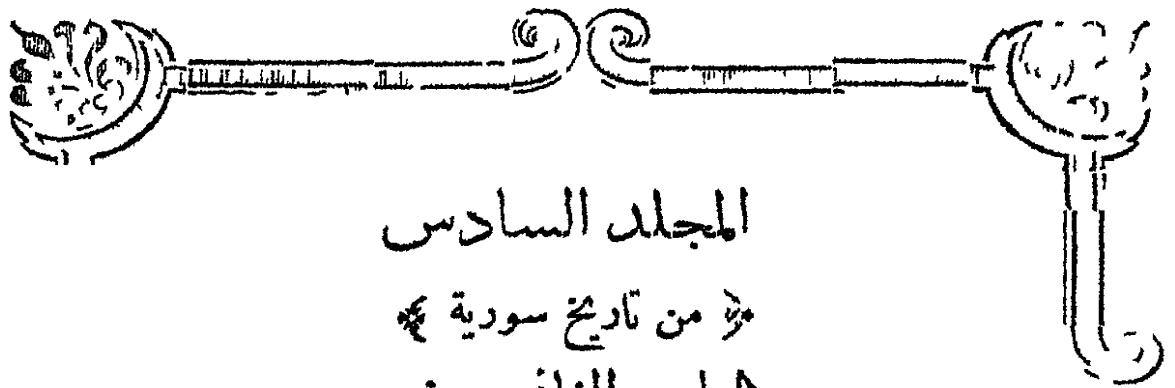 المجلد السادس
﴿ من تاريخ سورية ﴾